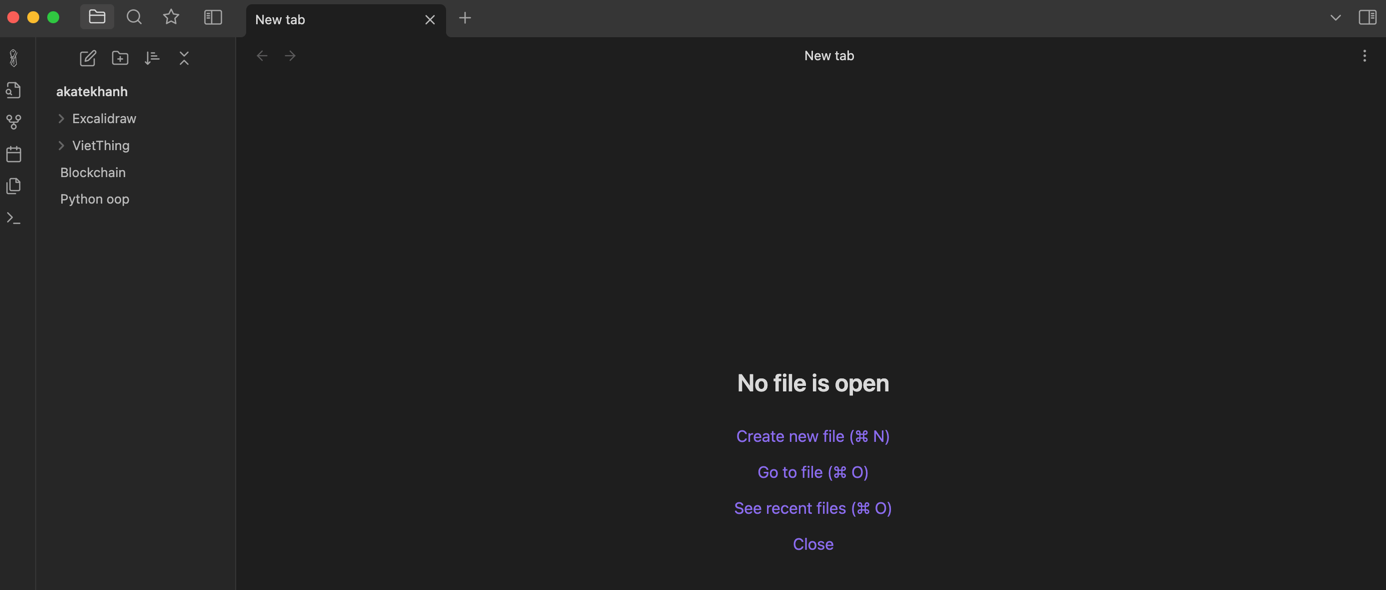 New tab
New tab
akatekhanh
Excalidraw
VietThing
Blockchain
Python oop
No file is open
Create new file (⌘ N)
Go to file (⌘ O)
See recent files (⌘ O)
Close